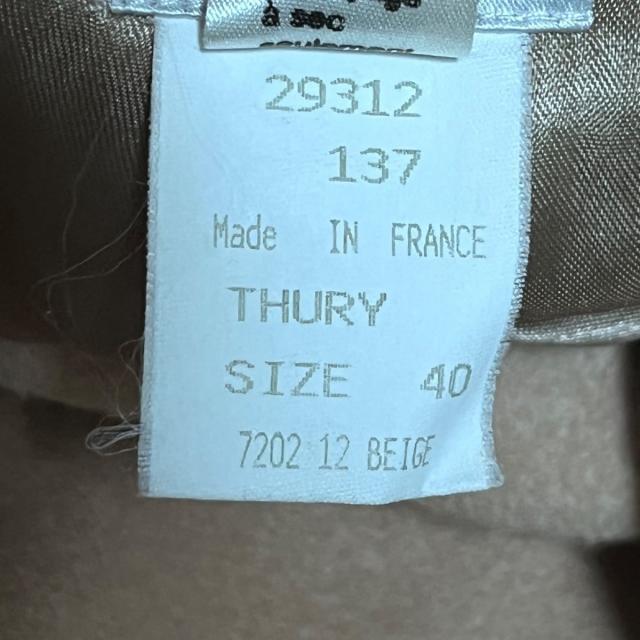 à sec
29312
137
Made IN FRANCE
THURY
SIZE 40
7202 12 BEIGE